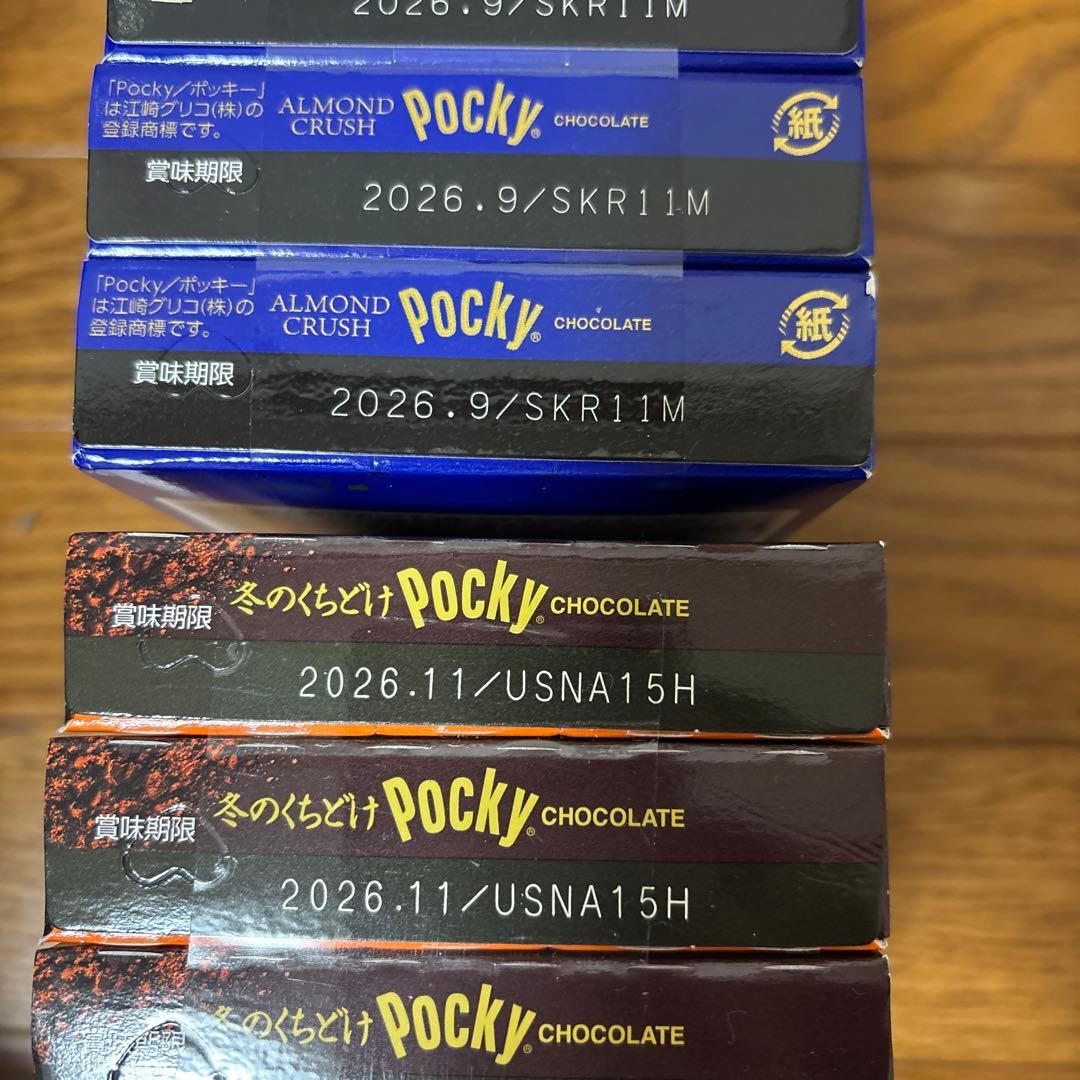 2026.9/SKR11M
「Pocky/ポッキー」
は江崎グリコ(株)の
登録商標です。
ALMOND
CRUSH
Pocky® CHOCOLATE
紙
賞味期限
2026.9/SKR11M
「Pocky/ポッキー」
は江崎グリコ(株)の
登録商標です。
ALMOND
CRUSH
Pocky® CHOCOLATE
紙
賞味期限
2026.9/SKR11M
冬のくちどけ Pocky® CHOCOLATE
賞味期限
2026.11/USNA15H
冬のくちどけ Pocky® CHOCOLATE
賞味期限
2026.11/USNA15H
冬のくちどけ Pocky® CHOCOLATE
賞味期限